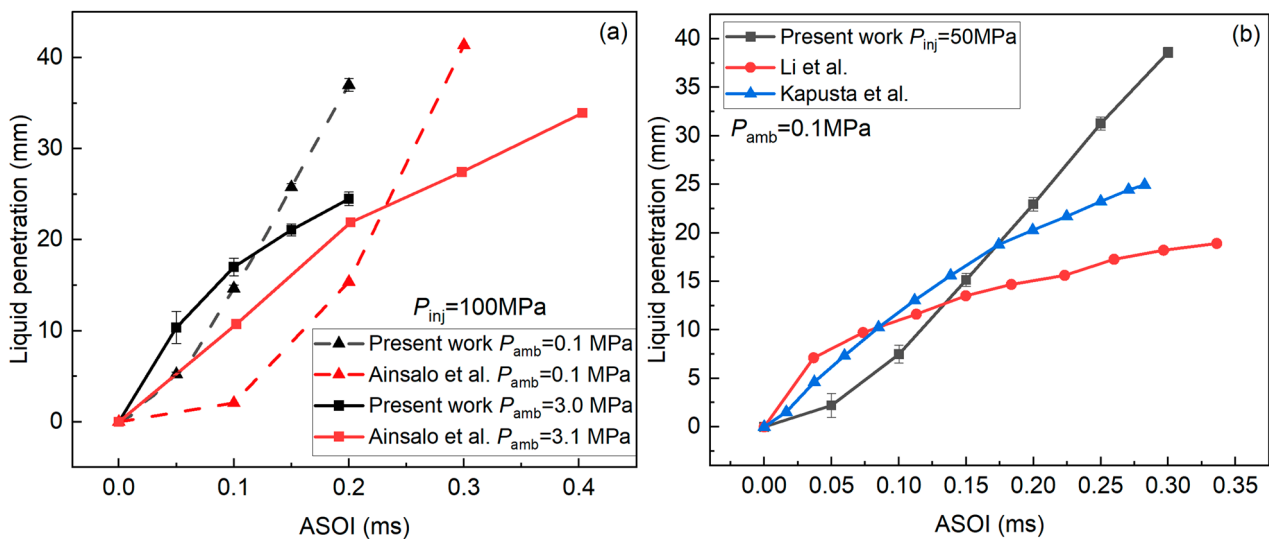 (a)
40
30
20
10
0
Liquid penetration (mm)
P_inj=100MPa
Present work P_amb=0.1 MPa
Ainsalo et al. P_amb=0.1 MPa
Present work P_amb=3.0 MPa
Ainsalo et al. P_amb=3.1 MPa
0.0 0.1 0.2 0.3 0.4
ASOI (ms)
(b)
Present work P_inj=50MPa
Li et al.
Kapusta et al.
P_amb=0.1MPa
40
35
30
25
20
15
10
5
0
Liquid penetration (mm)
0.00 0.05 0.10 0.15 0.20 0.25 0.30 0.35
ASOI (ms)